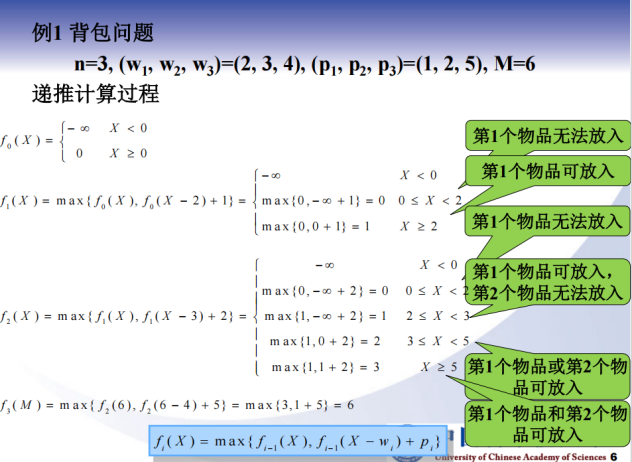 例1 背包问题
n=3, (w1, w2, w3)=(2, 3, 4), (p1, p2, p3)=(1, 2, 5), M=6
递推计算过程
f0(X) = { -∞ X < 0
0 X ≥ 0
第1个物品无法放入
第1个物品可放入
f1(X) = max{f0(X), f0(X − 2) + 1} = { -∞ X < 0
max{0, -∞ + 1} = 0 0 ≤ X < 2
max{0, 0 + 1} = 1 X ≥ 2
第1个物品无法放入
第1个物品可放入，
第2个物品无法放入
f2(X) = max{f1(X), f1(X − 3) + 2} = { -∞ X < 0
max{0, -∞ + 2} = 0 0 ≤ X < 2
max{1, -∞ + 2} = 1 2 ≤ X < 3
max{1, 0 + 2} = 2 3 ≤ X < 5
max{1, 1 + 2} = 3 X ≥ 5
第1个物品或第2个物
品可放入
第1个物品和第2个物
品可放入
f3(M) = max{f2(6), f2(6 − 4) + 5} = max{3, 1 + 5} = 6
fi(X) = max{fi−1(X), fi−1(X − wi) + pi}
University of Chinese Academy of Sciences 6